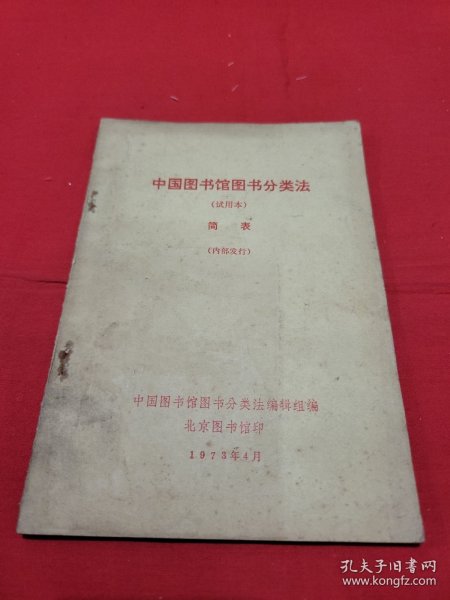 中国图书馆图书分类法
(试用本)
简 表
(内部发行)
中国图书馆图书分类法编辑组编
北京图书馆印
1973年4月
孔夫子旧书网
www.kongfz.com